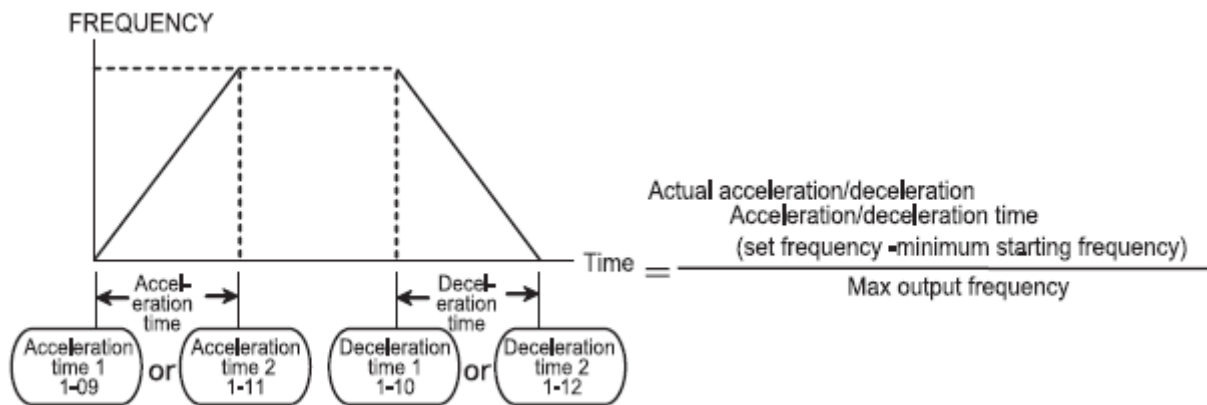 FREQUENCY
Time
Accel-
eration
time
Decel-
eration
time
Acceleration
time 1
1-09
or
Acceleration
time 2
1-11
Deceleration
time 1
1-10
or
Deceleration
time 2
1-12
Actual acceleration/deceleration
Acceleration/deceleration time
(set frequency -minimum starting frequency)
=
Max output frequency